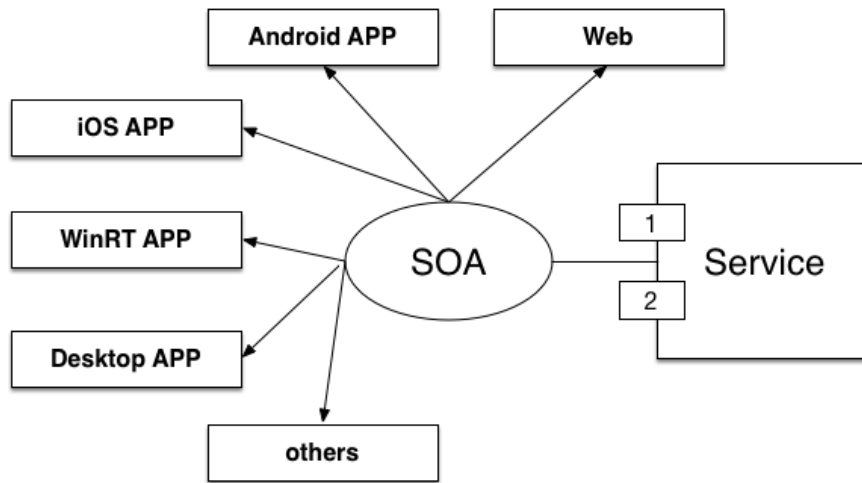 Android APP
Web
iOS APP
WinRT APP
SOA
1
Service
2
Desktop APP
others